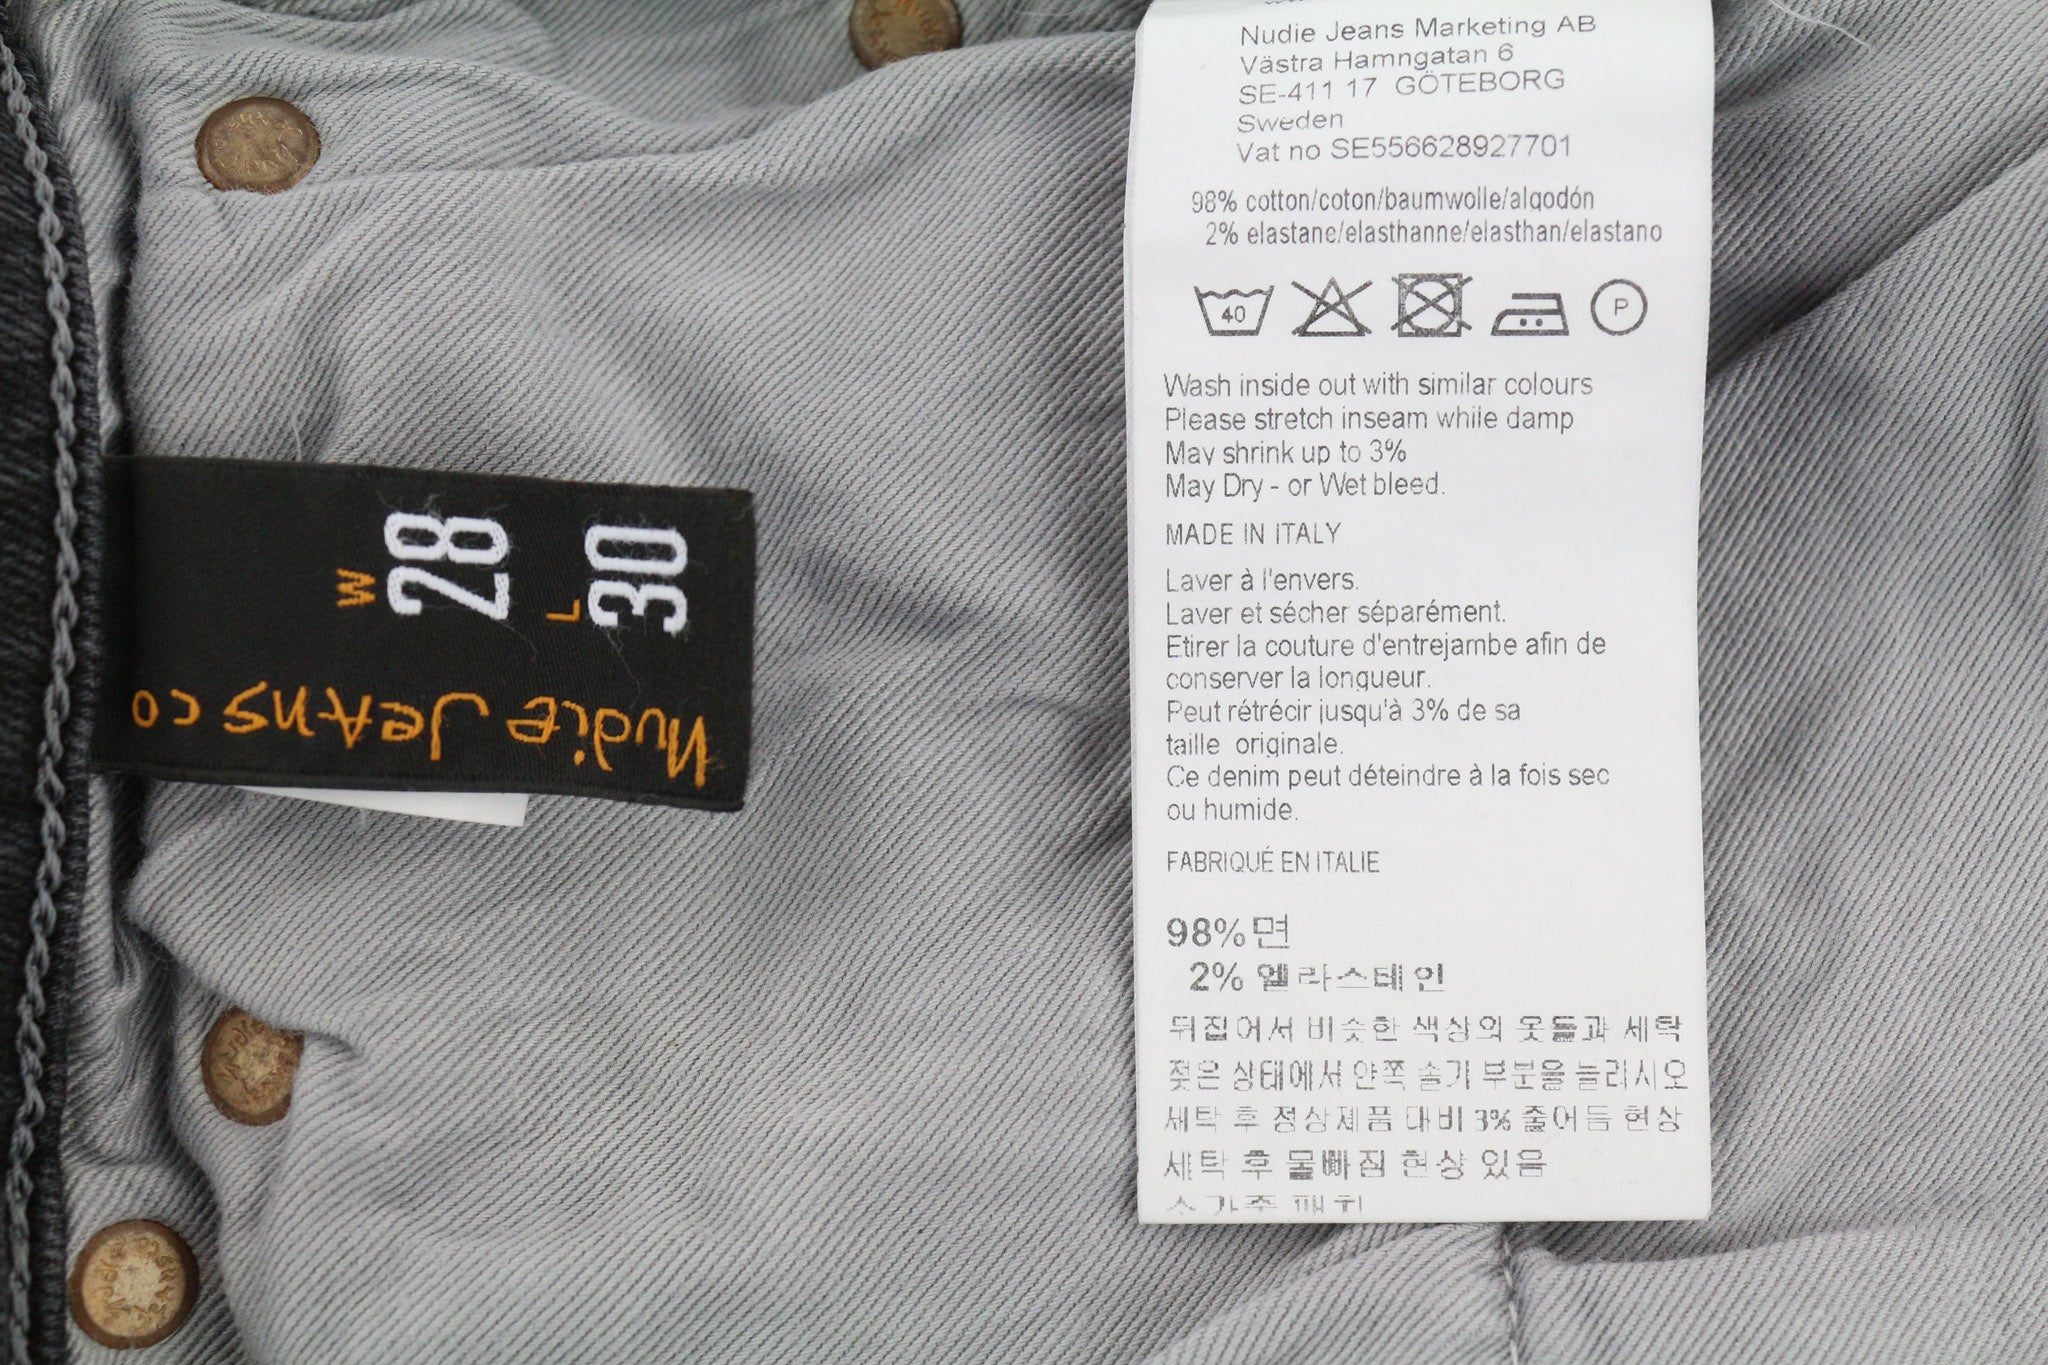 Nudie Jeans Marketing AB
Västra Hamngatan 6
SE-411 17 GÖTEBORG
Sweden
Vat no SE556628927701
98% cotton/coton/baumwolle/algodón
2% elastane/elasthanne/elasthan/elastano
40
P
Wash inside out with similar colours
Please stretch inseam while damp
May shrink up to 3%
May Dry - or Wet bleed.
MADE IN ITALY
Laver à l'envers.
Laver et sécher séparément.
Etirer la couture d'entrejambe afin de
conserver la longueur.
Peut rétrécir jusqu'à 3% de sa
taille originale.
Ce denim peut déteindre à la fois sec
ou humide.
FABRIQUÉ EN ITALIE
98% 면
2% 엘라스테인
뒤집어서 비슷한 색상의 옷들과 세탁
젖은 상태에서 안쪽 솔기 부분을 늘리시오
세탁 후 정상제품 대비 3% 줄어듬 현상
세탁 후 물빠짐 현상 있음
W
28
L
30
Nudie Jeans co